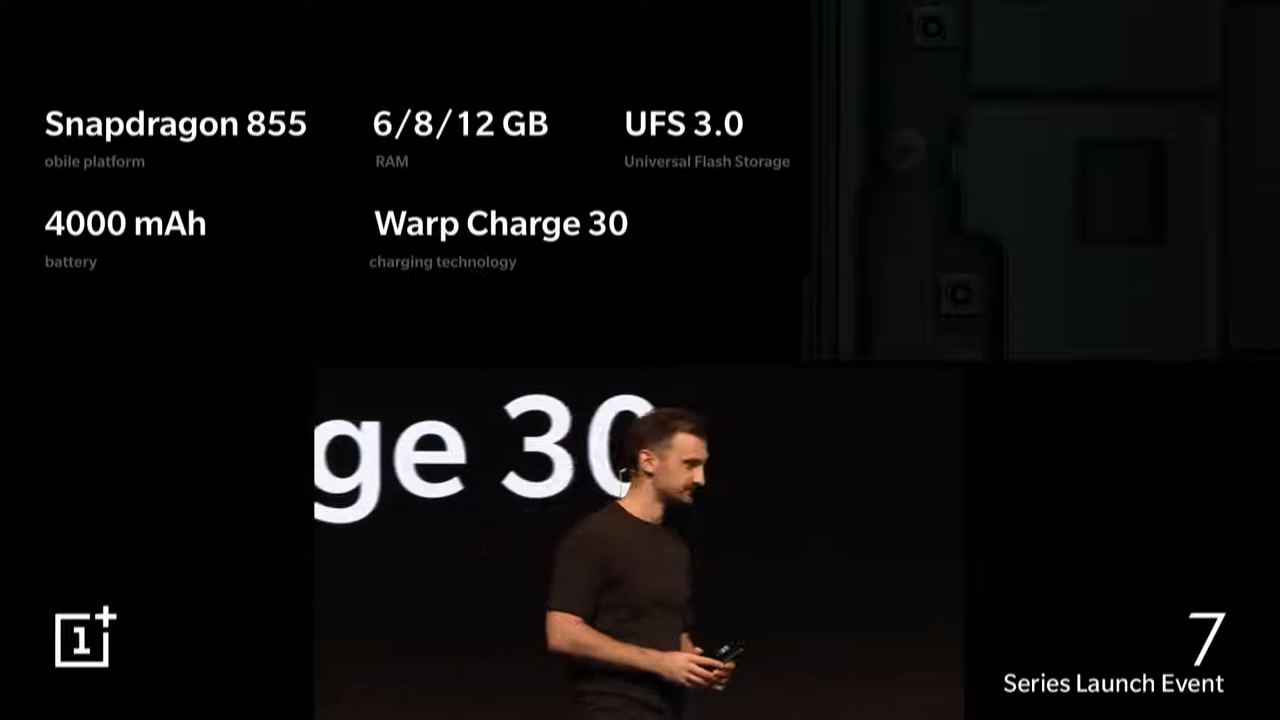 Snapdragon 855
obile platform
6/8/12 GB
RAM
UFS 3.0
Universal Flash Storage
4000 mAh
battery
Warp Charge 30
charging technology
ge 30
1+
7
Series Launch Event